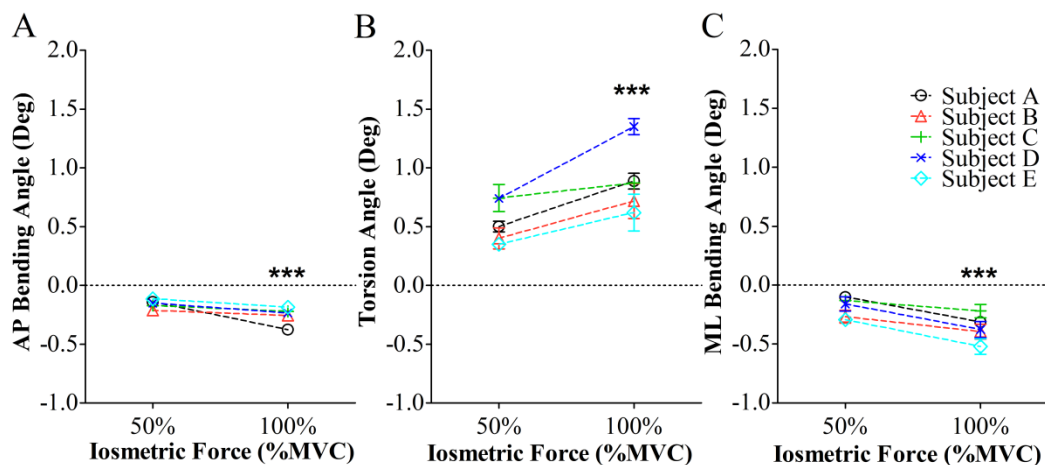 A
AP Bending Angle (Deg)
2.0
1.5
1.0
0.5
0.0
-0.5
-1.0
***
50%
100%
Iosmetric Force (%MVC)
B
Torsion Angle (Deg)
2.0
1.5
1.0
0.5
0.0
-0.5
-1.0
***
50%
100%
Iosmetric Force (%MVC)
C
ML Bending Angle (Deg)
2.0
1.5
1.0
0.5
0.0
-0.5
-1.0
***
50%
100%
Iosmetric Force (%MVC)
Subject A
Subject B
Subject C
Subject D
Subject E